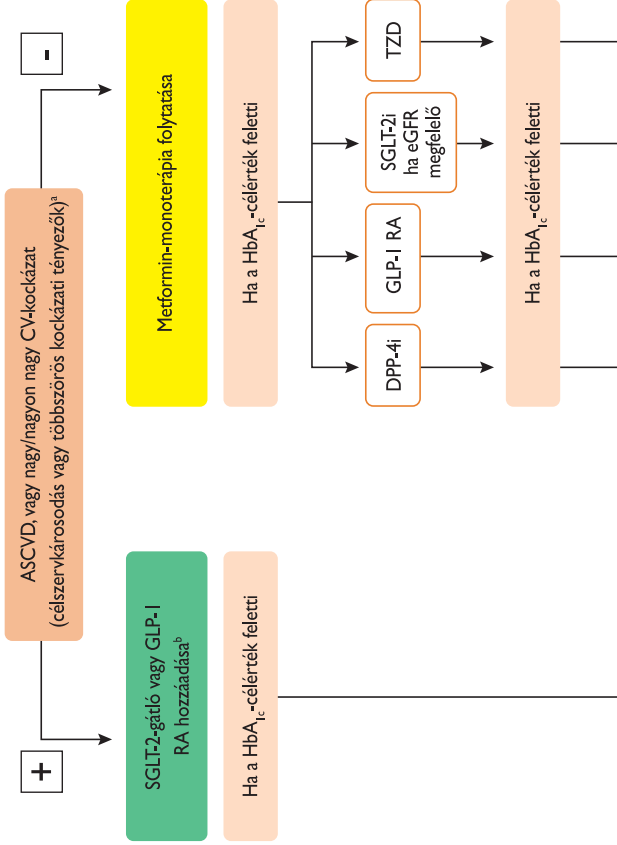 ASCVD, vagy nagy/nagyon nagy CV-kockázat
(célszervkárosodás vagy többszörös kockázati tényezők)ᵃ
+
-
SGLT-2-gátló vagy GLP-1
RA hozzáadásaᵇ
Ha a HbA₁c-célérték feletti
Metformin-monoterápia folytatása
Ha a HbA₁c-célérték feletti
DPP-4i
GLP-1 RA
SGLT-2i
ha eGFR
megfelelő
TZD
Ha a HbA₁c-célérték feletti